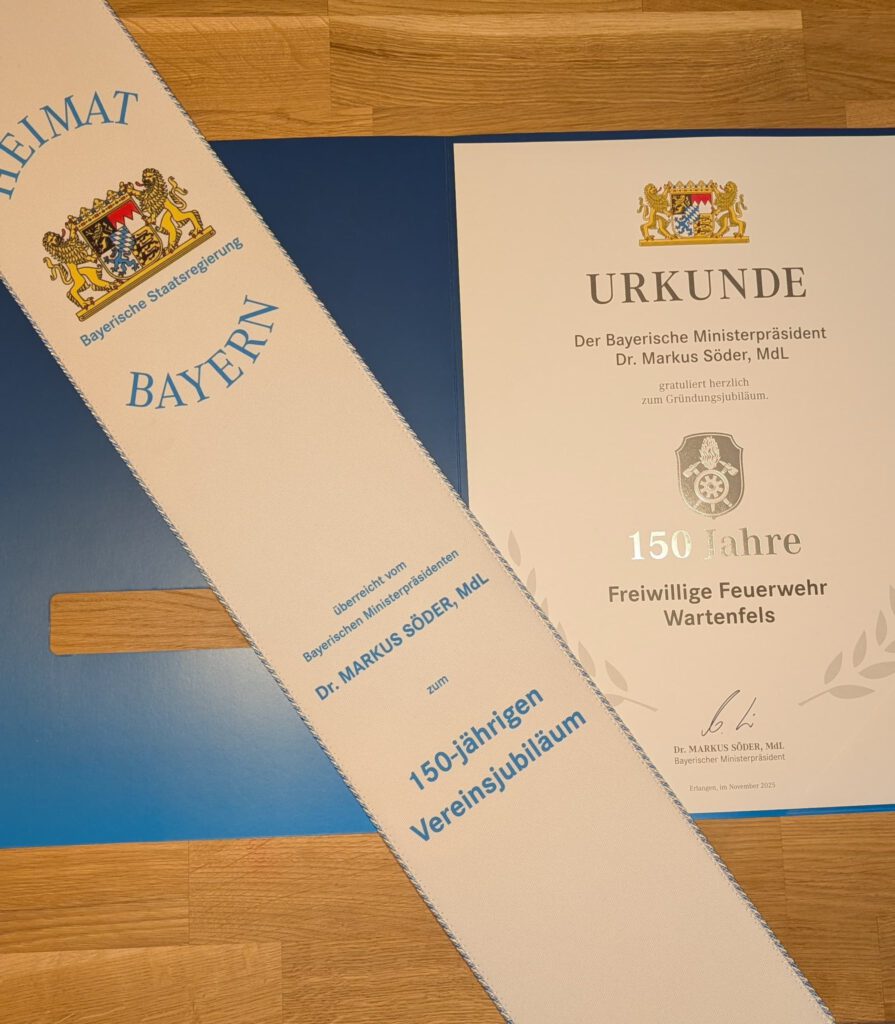 HEIMAT
Bayerische Staatsregierung
BAYERN
überreicht vom
Bayerischen Ministerpräsidenten
Dr. MARKUS SÖDER, MdL
zum
150-jährigen
Vereinsjubiläum
URKUNDE
Der Bayerische Ministerpräsident
Dr. Markus Söder, MdL
gratuliert herzlich
zum Gründungsjubiläum.
150 Jahre
Freiwillige Feuerwehr
Wartenfels
Dr. MARKUS SÖDER, MdL
Bayerischer Ministerpräsident
Erlangen, im November 2025